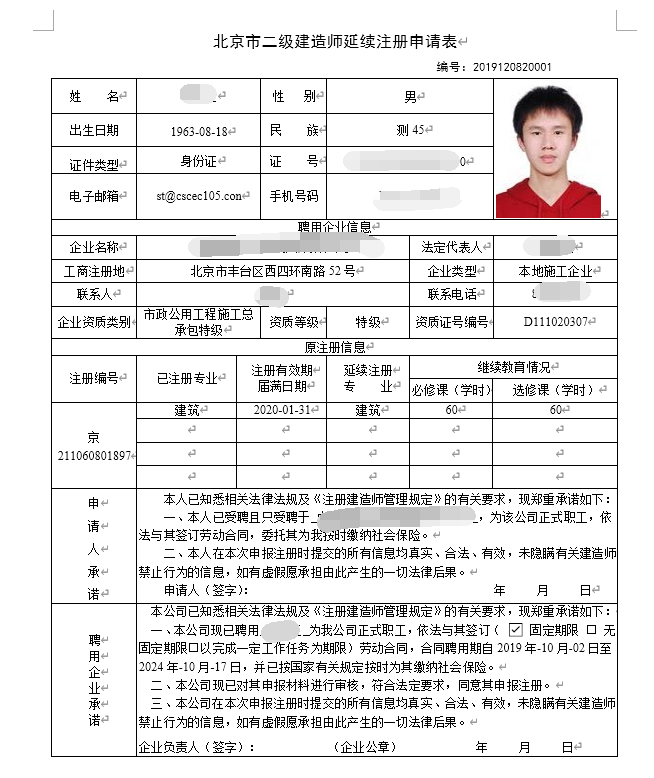 北京市二级建造师延续注册申请表
编号：2019120820001
姓 名 性 别 男
出生日期 1963-08-18 民 族 测 45
证件类型 身份证 证 号 0
电子邮箱 st@cscec105.con 手机号码
聘用企业信息
企业名称 法定代表人
工商注册地 北京市丰台区西四环南路 52 号 企业类型 本地施工企业
联系人 联系电话
企业资质类别 市政公用工程施工总承包特级 资质等级 特级 资质证号编号 D111020307
原注册信息
注册编号 已注册专业 注册有效期届满日期 延续注册专 业 继续教育情况
必修课（学时） 选修课（学时）
京211060801897 建筑 2020-01-31 建筑 60 60
申请人承诺
本人已知悉相关法律法规及《注册建造师管理规定》的有关要求，现郑重承诺如下：
一、本人已受聘且只受聘于 ，为该公司正式职工，依
法与其签订劳动合同，委托其为我按时缴纳社会保险。
二、本人在本次申报注册时提交的所有信息均真实、合法、有效，未隐瞒有关建造师
禁止行为的信息，如有虚假愿承担由此产生的一切法律后果。
申请人（签字）： 年 月 日
聘用企业承诺
本公司已知悉相关法律法规及《注册建造师管理规定》的有关要求，现郑重承诺如下：
一、本公司现已聘用 为我公司正式职工，依法与其签订（ ☑ 固定期限 □ 无
固定期限□以完成一定工作任务为期限）劳动合同，合同聘用期自 2019 年-10 月-02 日至
2024 年-10 月-17 日，并已按国家有关规定按时为其缴纳社会保险。
二、本公司现已对其申报材料进行审核，符合法定要求，同意其申报注册。
三、本公司在本次申报注册时提交的所有信息均真实、合法、有效，未隐瞒有关建造师
禁止行为的信息，如有虚假愿承担由此产生的一切法律后果。
企业负责人（签字）： （企业公章） 年 月 日